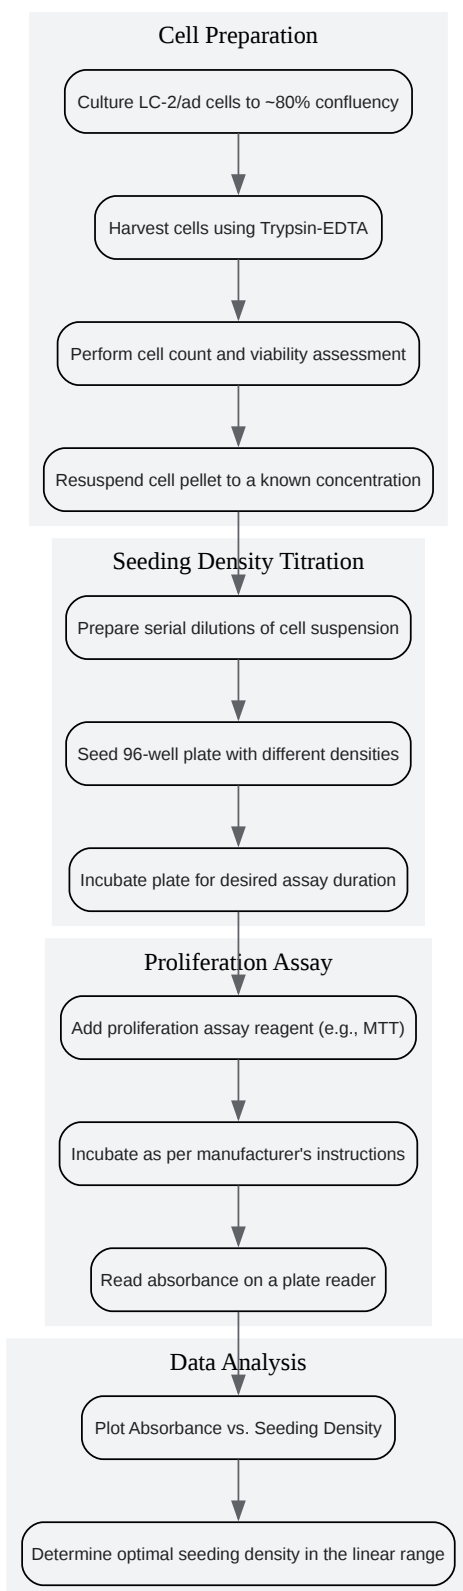 Cell Preparation
Culture LC-2/ad cells to ~80% confluency
Harvest cells using Trypsin-EDTA
Perform cell count and viability assessment
Resuspend cell pellet to a known concentration
Seeding Density Titration
Prepare serial dilutions of cell suspension
Seed 96-well plate with different densities
Incubate plate for desired assay duration
Proliferation Assay
Add proliferation assay reagent (e.g., MTT)
Incubate as per manufacturer's instructions
Read absorbance on a plate reader
Data Analysis
Plot Absorbance vs. Seeding Density
Determine optimal seeding density in the linear range